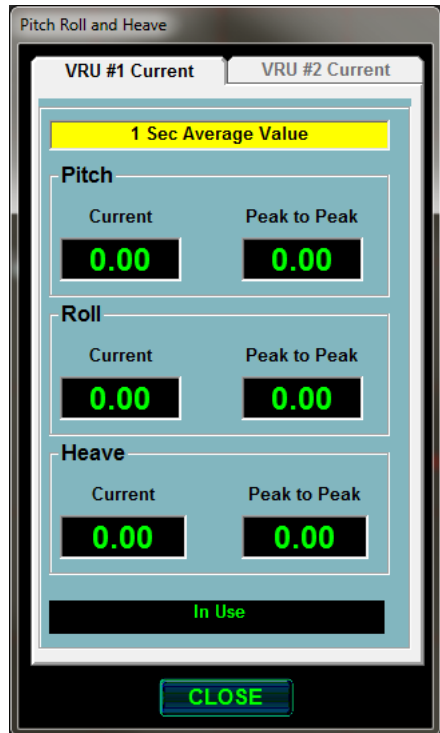 Pitch Roll and Heave
VRU #1 Current VRU #2 Current
1 Sec Average Value
Pitch
Current Peak to Peak
0.00 0.00
Roll
Current Peak to Peak
0.00 0.00
Heave
Current Peak to Peak
0.00 0.00
In Use
CLOSE